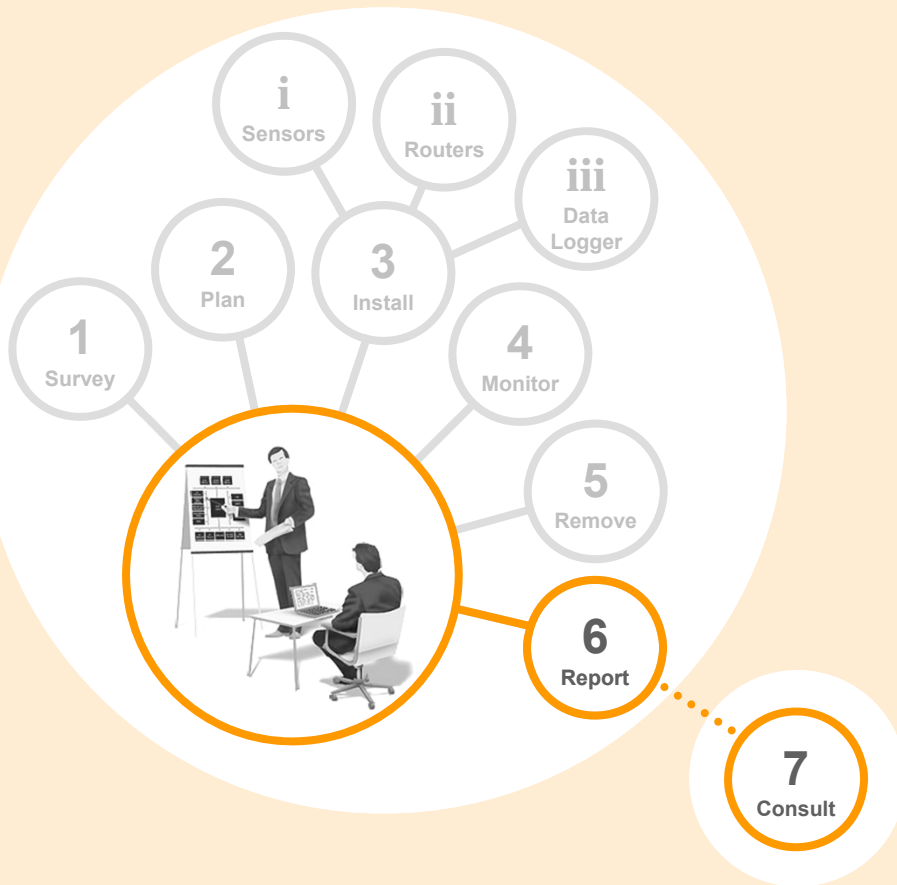 i
Sensors
ii
Routers
iii
Data
Logger
1
Survey
2
Plan
3
Install
4
Monitor
5
Remove
6
Report
7
Consult